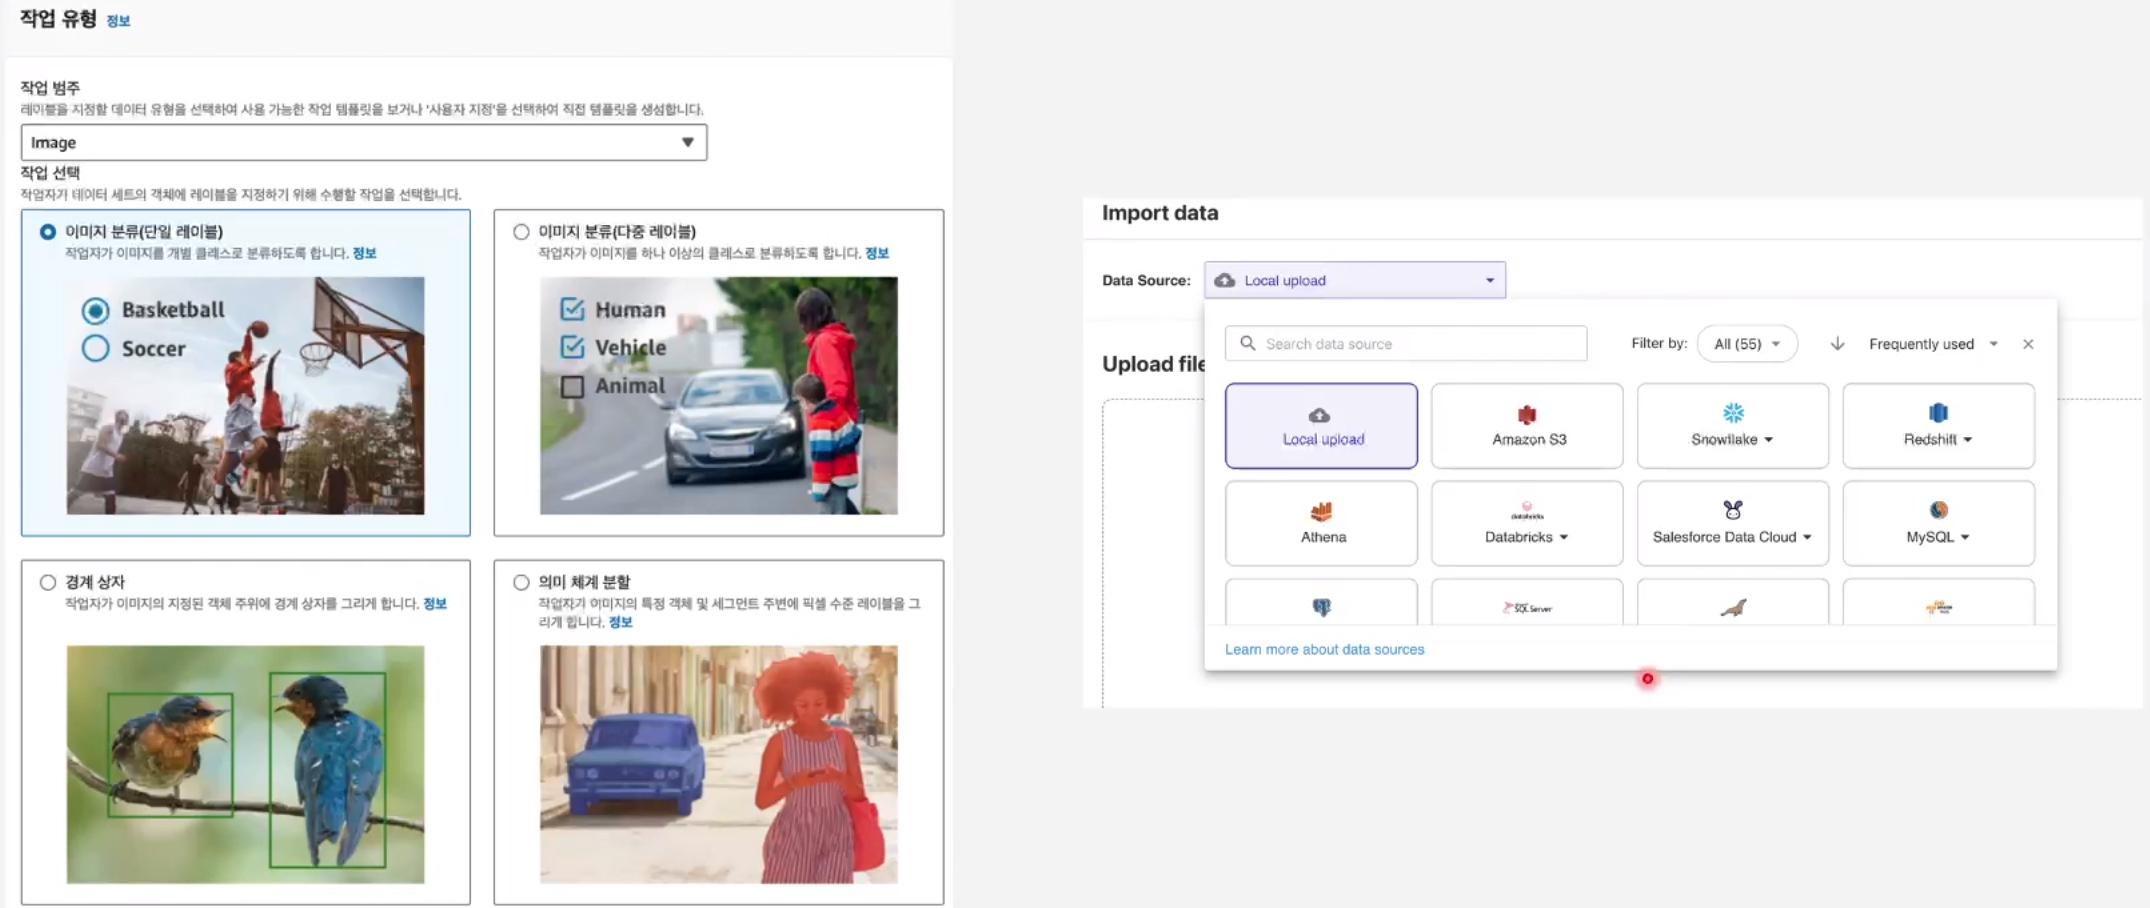 작업 유형 정보
작업 범주
레이블을 지정할 데이터 유형을 선택하여 사용 가능한 작업 템플릿을 보거나 '사용자 지정'을 선택하여 직접 템플릿을 생성합니다.
Image
작업 선택
작업자가 데이터 세트의 객체에 레이블을 지정하기 위해 수행할 작업을 선택합니다.
이미지 분류(단일 레이블)
작업자가 이미지를 개별 클래스로 분류하도록 합니다. 정보
Basketball
Soccer
이미지 분류(다중 레이블)
작업자가 이미지를 하나 이상의 클래스로 분류하도록 합니다. 정보
Human
Vehicle
Animal
경계 상자
작업자가 이미지의 지정된 객체 주위에 경계 상자를 그리게 합니다. 정보
의미 체계 분할
작업자가 이미지의 특정 객체 및 세그먼트 주변에 픽셀 수준 레이블을 그
리게 합니다. 정보
Import data
Data Source: Local upload
Search data source
Filter by: All (55)
Frequently used
Upload file
Local upload
Amazon S3
Snowflake
Redshift
Athena
databricks
Databricks
Salesforce Data Cloud
MySQL
SQL Server
Learn more about data sources